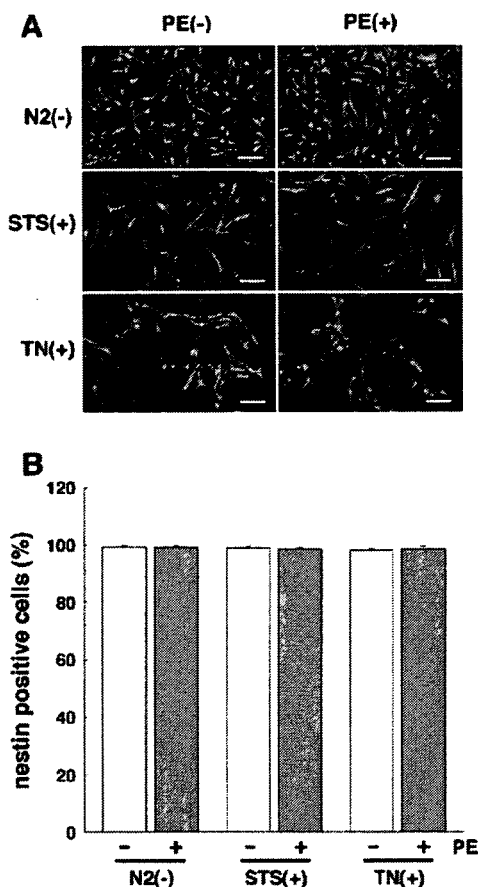 A
PE(-) PE(+)
N2(-)
STS(+)
TN(+)
B
nestin positive cells (%)
120
100
80
60
40
20
0
- + - + - + PE
N2(-) STS(+) TN(+)